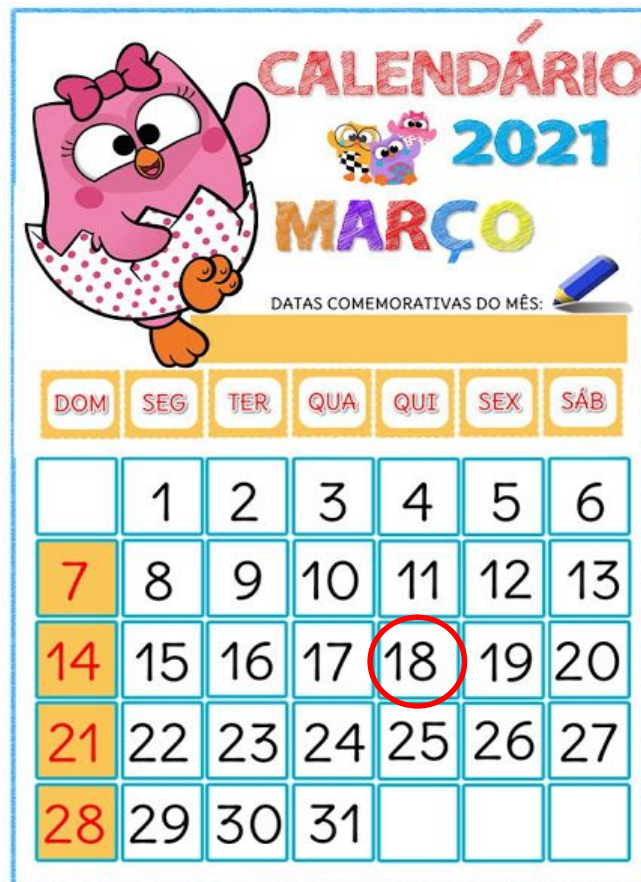 CALENDÁRIO
2021
MARÇO
DATAS COMEMORATIVAS DO MÊS:
DOM SEG TER QUA QUI SEX SÁB
1 2 3 4 5 6
7 8 9 10 11 12 13
14 15 16 17 18 19 20
21 22 23 24 25 26 27
28 29 30 31